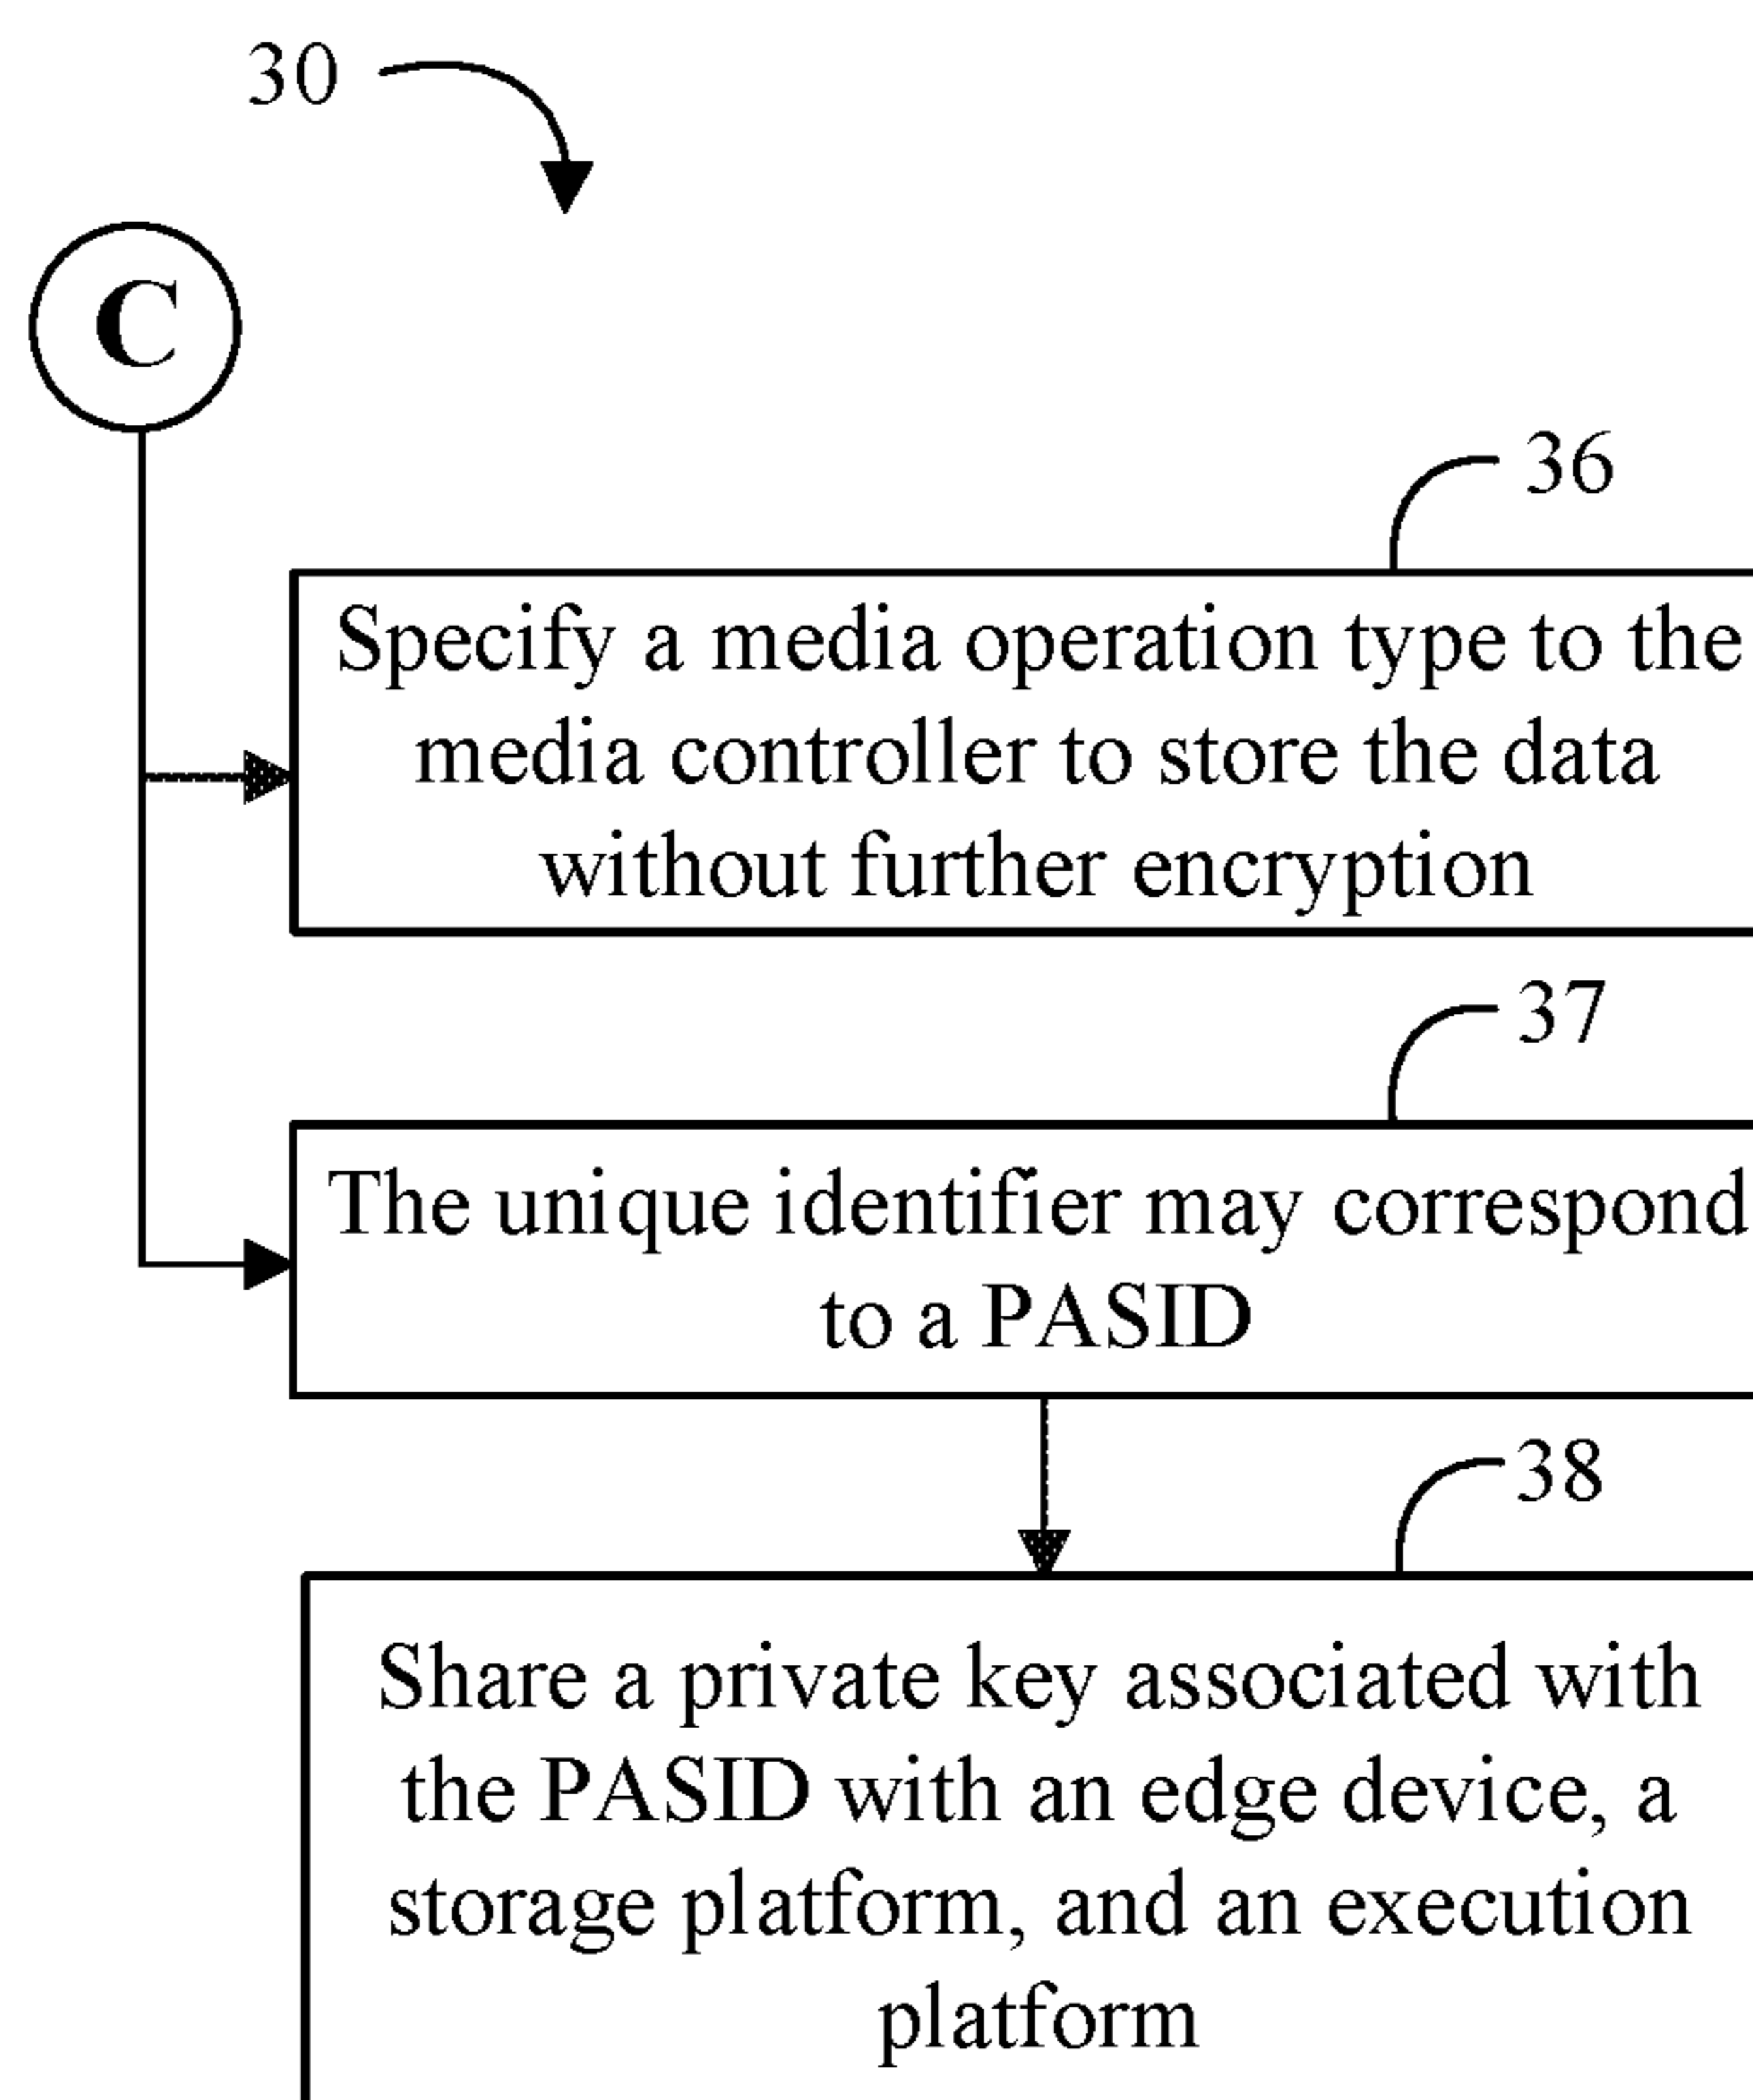 30
C
36
Specify a media operation type to the
media controller to store the data
without further encryption
37
The unique identifier may correspond
to a PASID
38
Share a private key associated with
the PASID with an edge device, a
storage platform, and an execution
platform